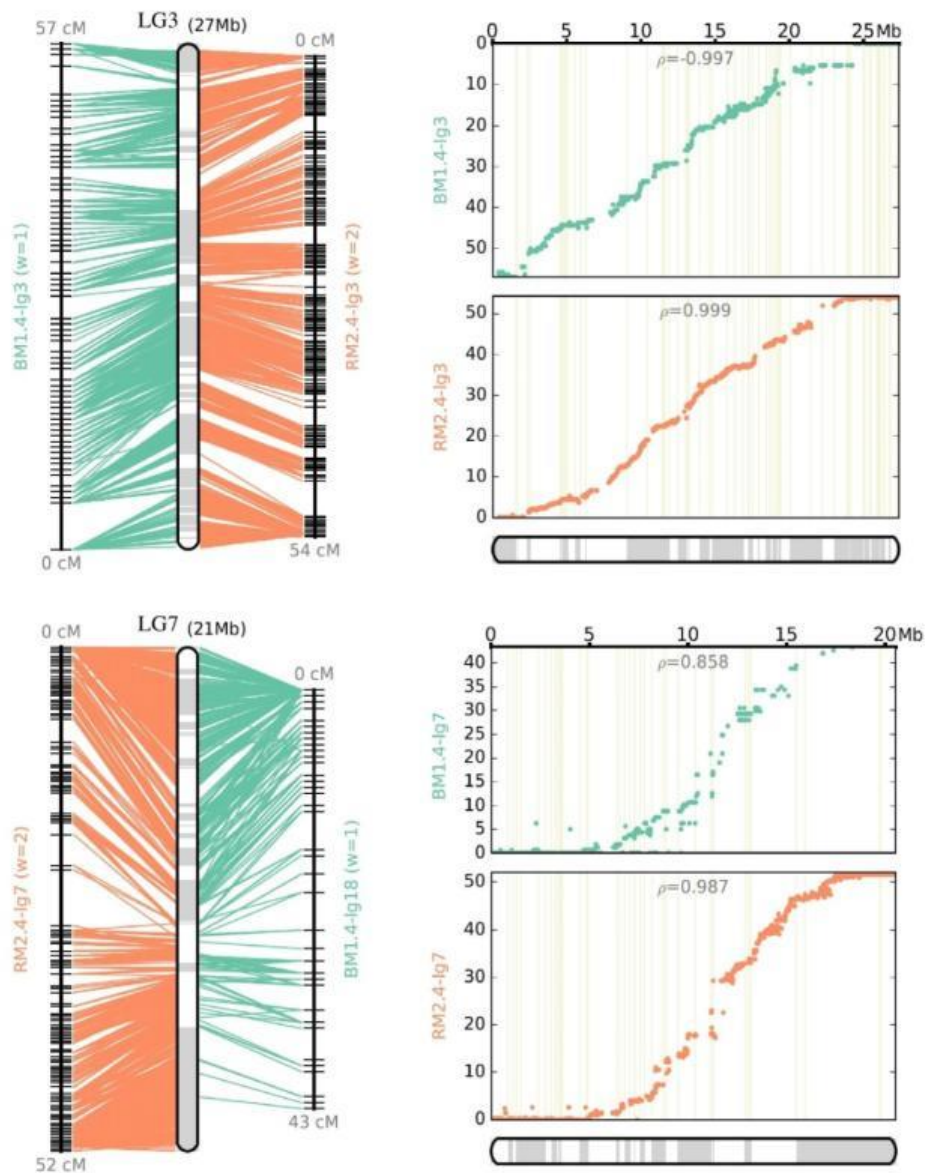 57 cM
LG3 (27Mb)
0 cM
BM1.4-lg3 (w=1)
RM2.4-lg3 (w=2)
0 cM
54 cM
0 5 10 15 20 25 Mb
ρ=-0.997
BM1.4-lg3
0
10
20
30
40
50
ρ=0.999
RM2.4-lg3
50
40
30
20
10
0
0 cM
LG7 (21Mb)
0 cM
RM2.4-lg7 (w=2)
BM1.4-lg18 (w=1)
52 cM
43 cM
0 5 10 15 20 Mb
ρ=0.858
BM1.4-lg7
40
35
30
25
20
15
10
5
0
ρ=0.987
RM2.4-lg7
50
40
30
20
10
0